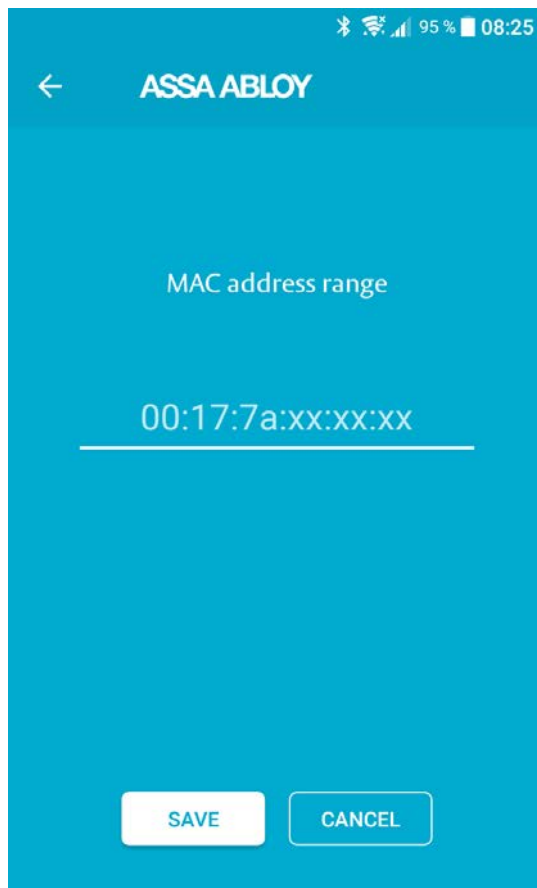 95 % 08:25
ASSA ABLOY
MAC address range
00:17:7a:xx:xx:xx
SAVE CANCEL